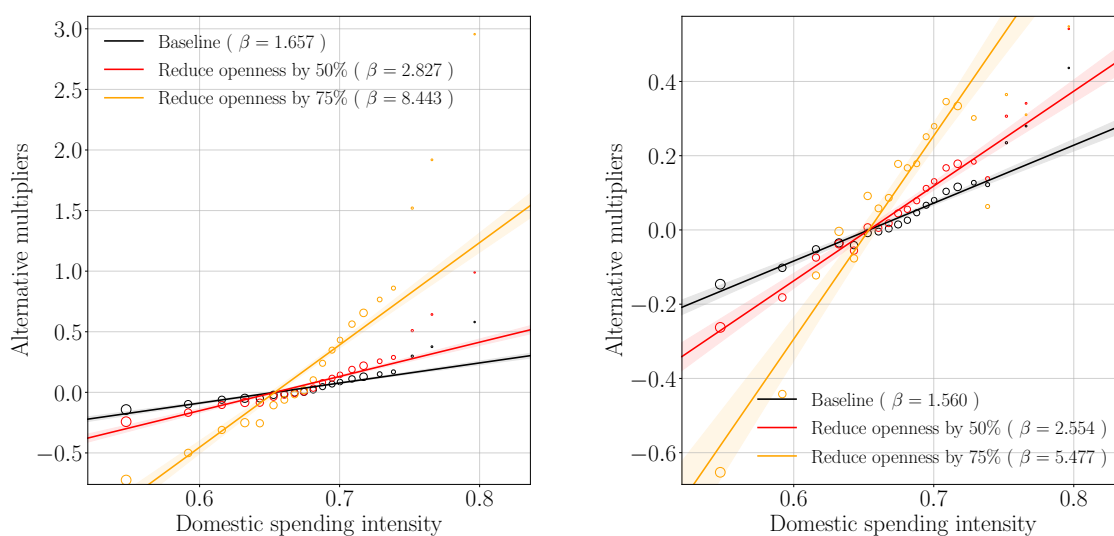 3.0
2.5
2.0
1.5
1.0
0.5
0.0
−0.5
Alternative multipliers
Baseline ( β = 1.657 )
Reduce openness by 50% ( β = 2.827 )
Reduce openness by 75% ( β = 8.443 )
0.6 0.7 0.8
Domestic spending intensity
0.4
0.2
0.0
−0.2
−0.4
−0.6
Alternative multipliers
Baseline ( β = 1.560 )
Reduce openness by 50% ( β = 2.554 )
Reduce openness by 75% ( β = 5.477 )
0.6 0.7 0.8
Domestic spending intensity